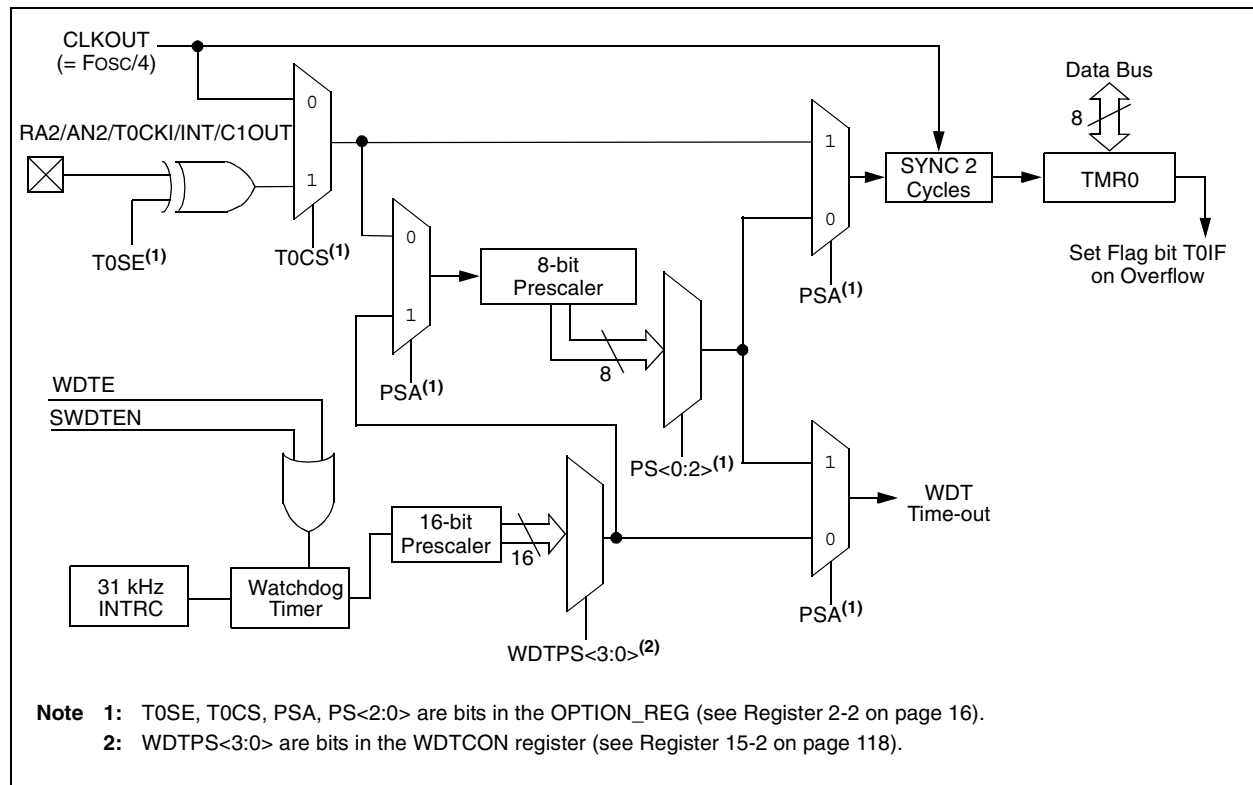 CLKOUT
(= FOSC/4)
Data Bus
0
8
RA2/AN2/T0CKI/INT/C1OUT
1
1
SYNC 2
Cycles
TMR0
T0SE(1)
T0CS(1)
0
0
8-bit
Prescaler
Set Flag bit T0IF
on Overflow
PSA(1)
1
8
PSA(1)
WDTE
SWDTEN
PS<0:2>(1)
1
WDT
Time-out
16-bit
Prescaler
16
0
31 kHz
INTRC
Watchdog
Timer
PSA(1)
WDTPS<3:0>(2)
Note 1: T0SE, T0CS, PSA, PS<2:0> are bits in the OPTION_REG (see Register 2-2 on page 16).
2: WDTPS<3:0> are bits in the WDTCON register (see Register 15-2 on page 118).